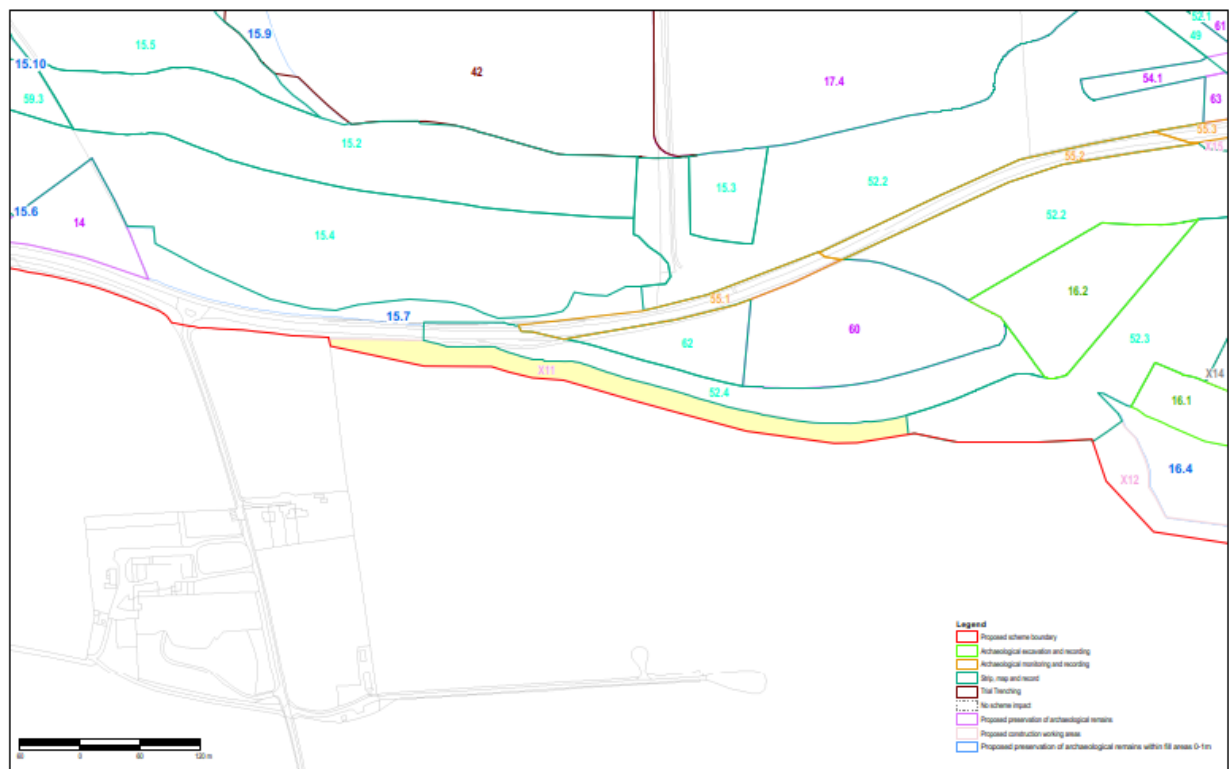 52.1
61
15.9
49
15.5
42
15.10
17.4
54.1
59.3
63
55.3
15.2
X15
55.2
52.2
15.3
15.6
14
52.2
15.4
16.2
55.1
15.7
60
62
52.3
X11
X14
52.4
16.1
16.4
X12
Legend
Proposed scheme boundary
Archaeological excavation and recording
Archaeological monitoring and recording
Strip, map and record
Trial Trenching
No scheme impact
Proposed preservation of archaeological remains
Proposed construction working areas
Proposed preservation of archaeological remains within fill areas 0-1m
60 0 60 120 m